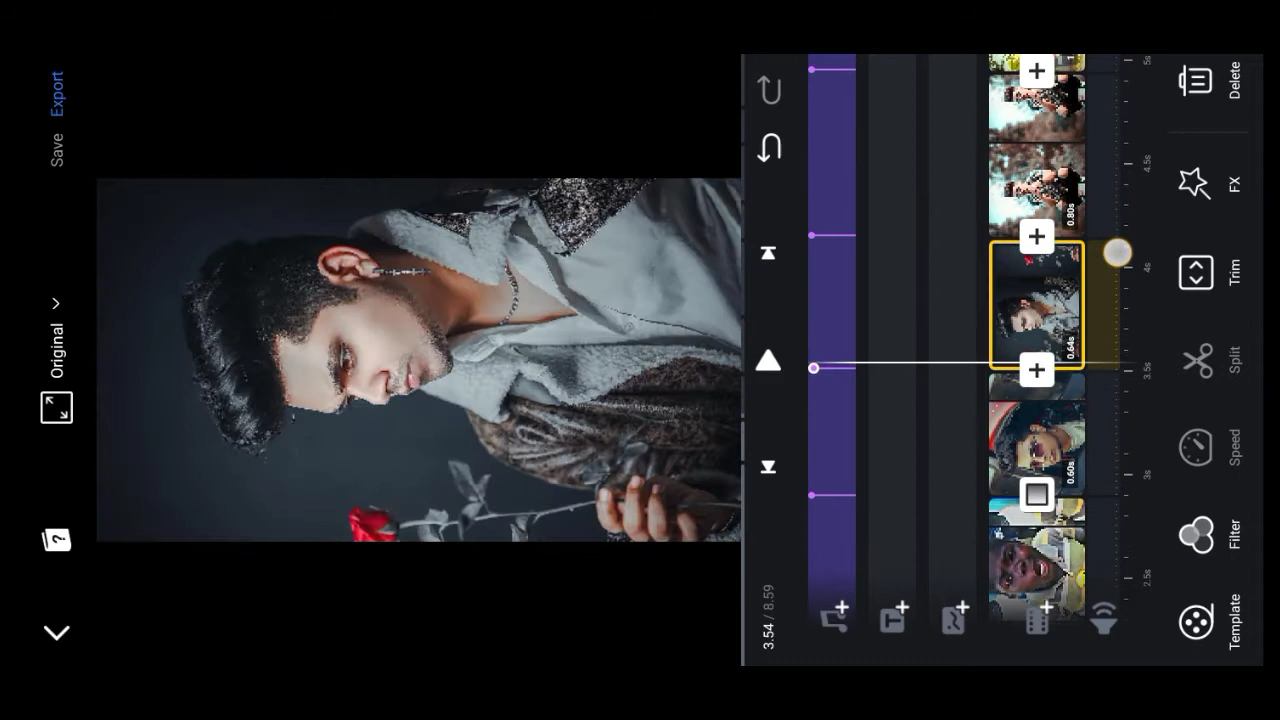 Save Export
Original
?
3.54 / 8.59
T
0.60s
0.64s
0.80s
1
2.5s
3s
3.5s
4s
4.5s
5s
Template
Filter
Speed
Split
Trim
FX
Delete